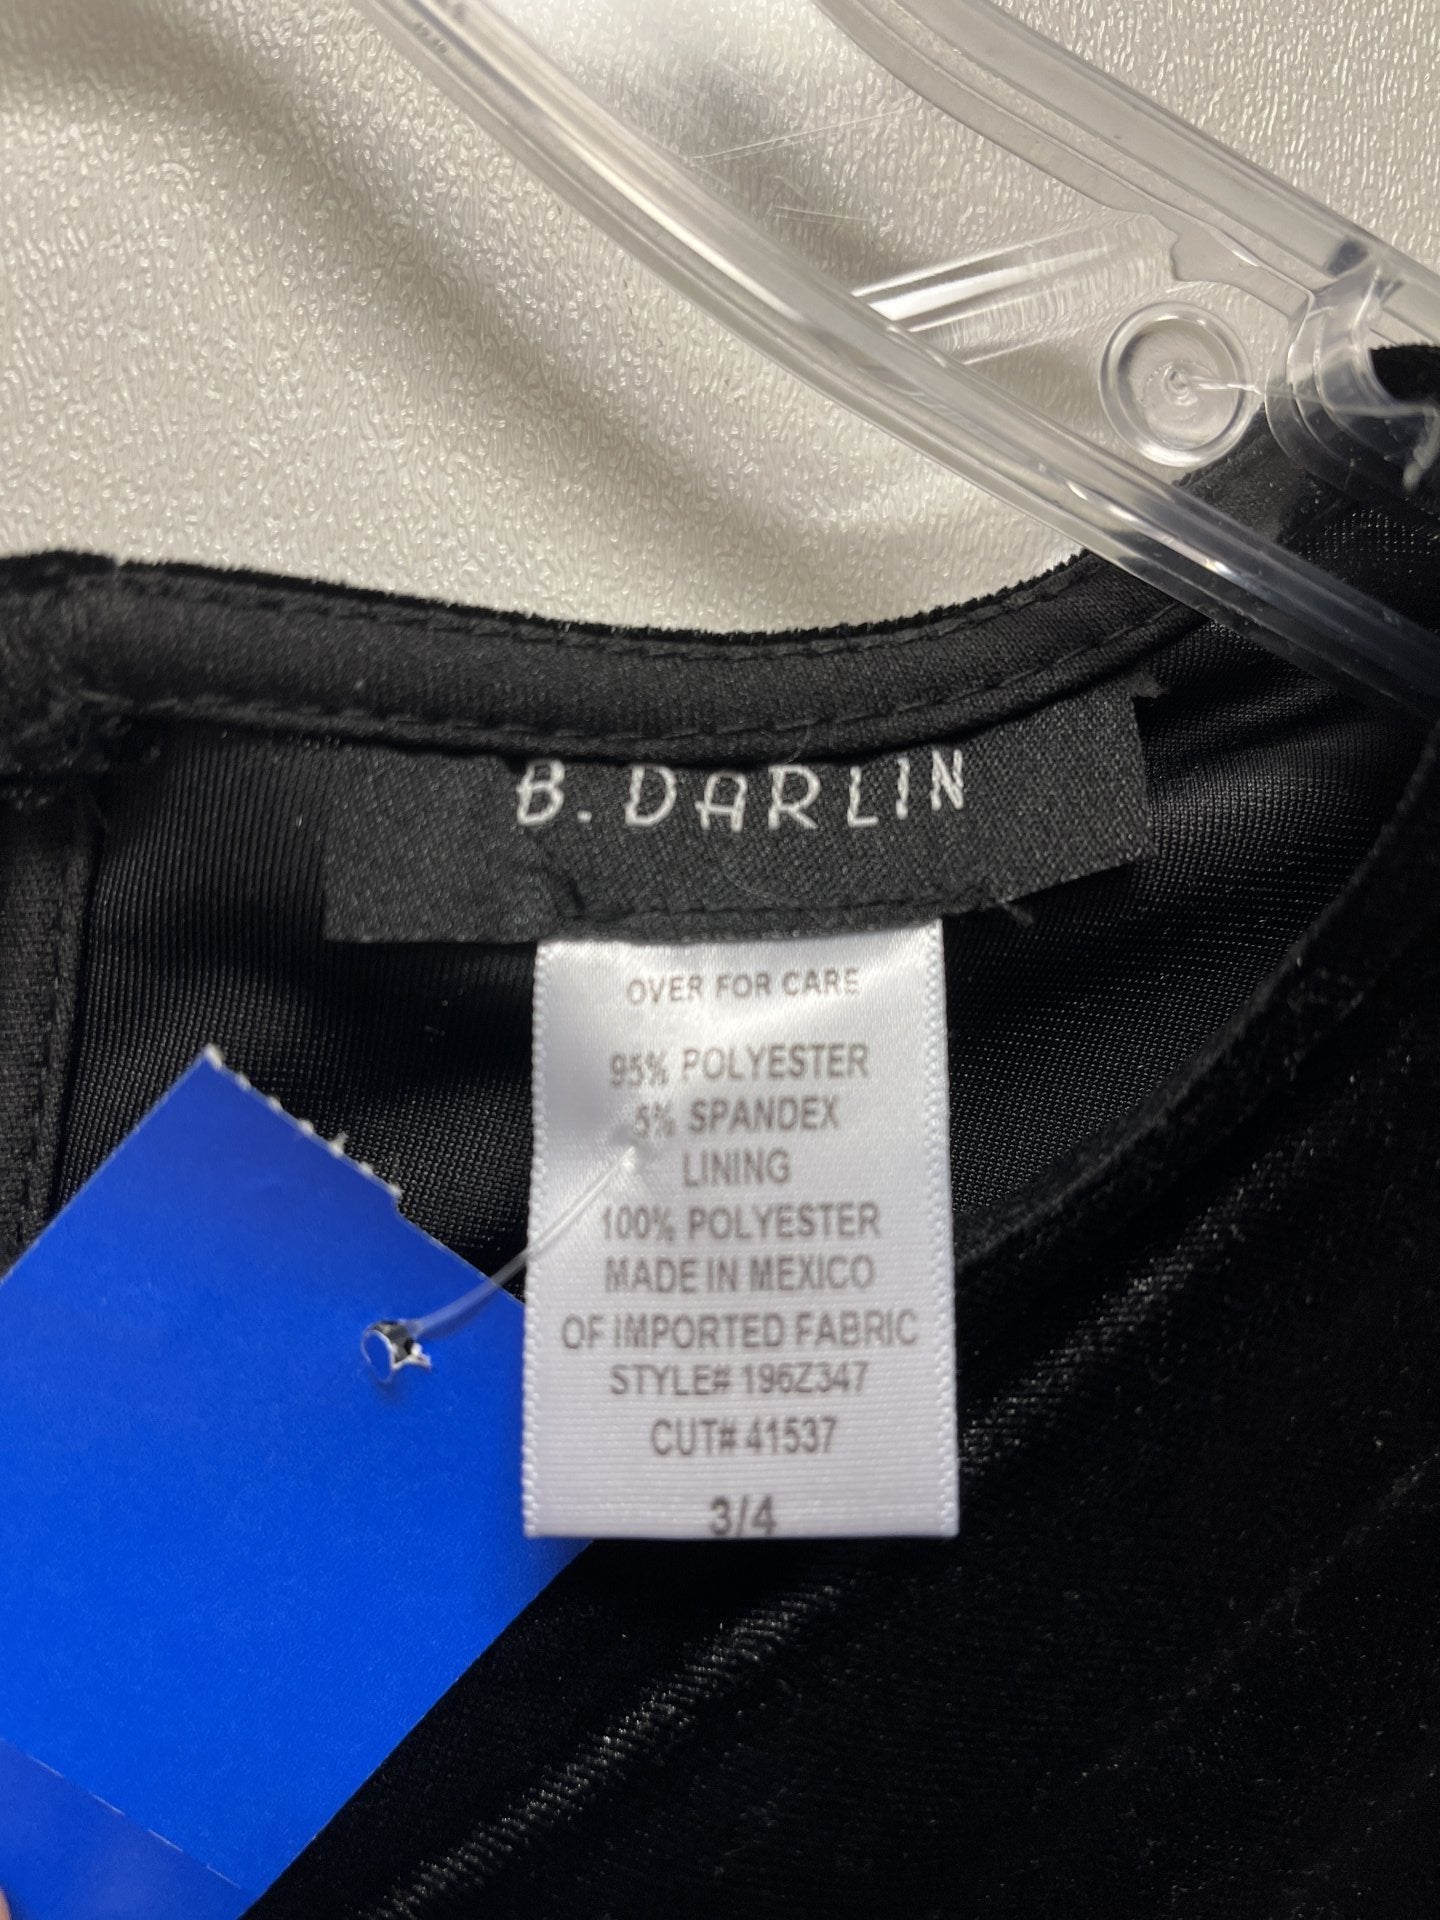 B. DARLIN
OVER FOR CARE
95% POLYESTER
5% SPANDEX
LINING
100% POLYESTER
MADE IN MEXICO
OF IMPORTED FABRIC
STYLE# 196Z347
CUT# 41537
3/4